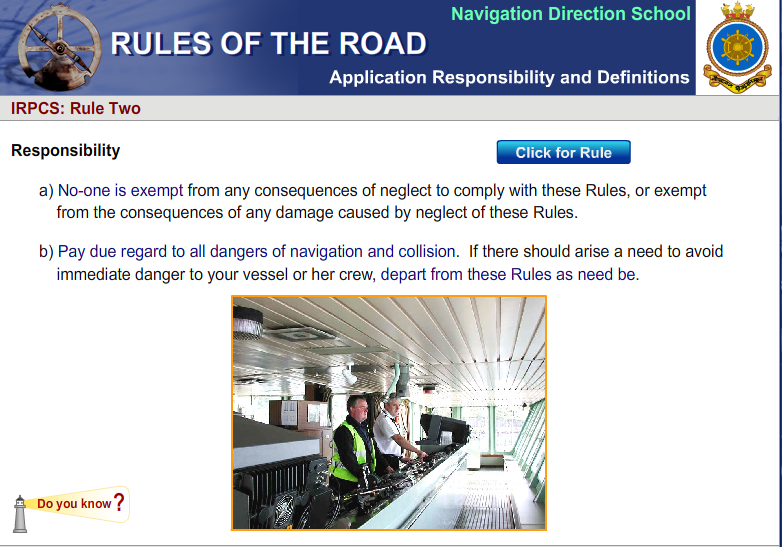 Navigation Direction School
RULES OF THE ROAD
Application Responsibility and Definitions
IRPCS: Rule Two
Responsibility
Click for Rule
a) No-one is exempt from any consequences of neglect to comply with these Rules, or exempt
from the consequences of any damage caused by neglect of these Rules.
b) Pay due regard to all dangers of navigation and collision. If there should arise a need to avoid
immediate danger to your vessel or her crew, depart from these Rules as need be.
Do you know?